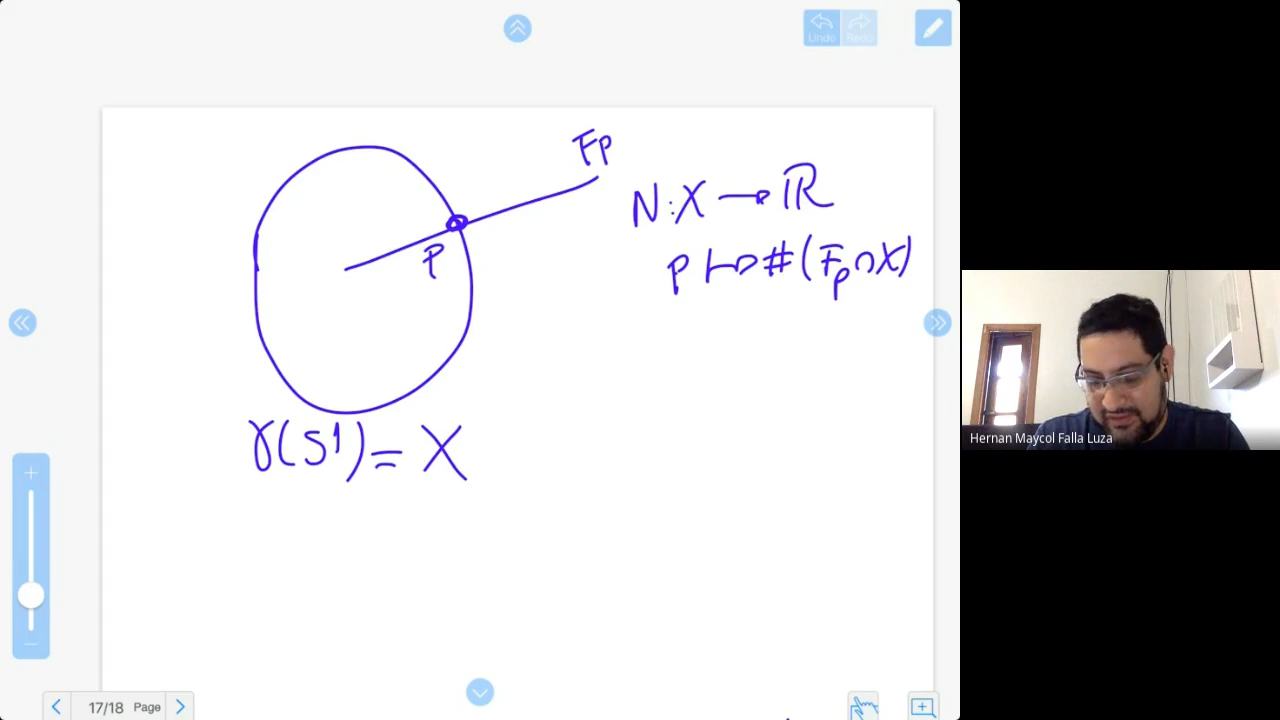 Undo
Redo
Fp
N: X → ℝ
p ↦ #(Fp ∩ X)
P
γ(S¹) = X
Hernan Maycol Falla Luza
17/18 Page